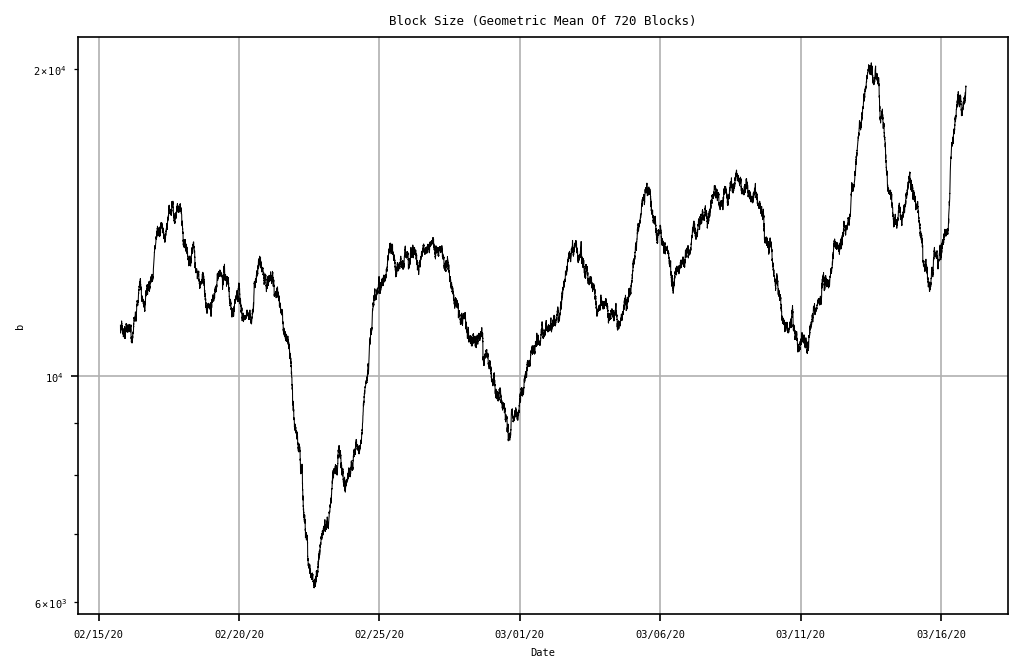 Block Size (Geometric Mean Of 720 Blocks)
2×10⁴
b
10⁴
6×10³
02/15/20 02/20/20 02/25/20 03/01/20 03/06/20 03/11/20 03/16/20
Date